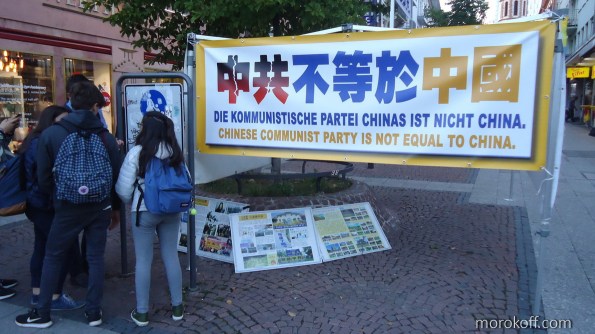 中共不等於中國
DIE KOMMUNISTISCHE PARTEI CHINAS IST NICHT CHINA.
CHINESE COMMUNIST PARTY IS NOT EQUAL TO CHINA.
morokoff.com